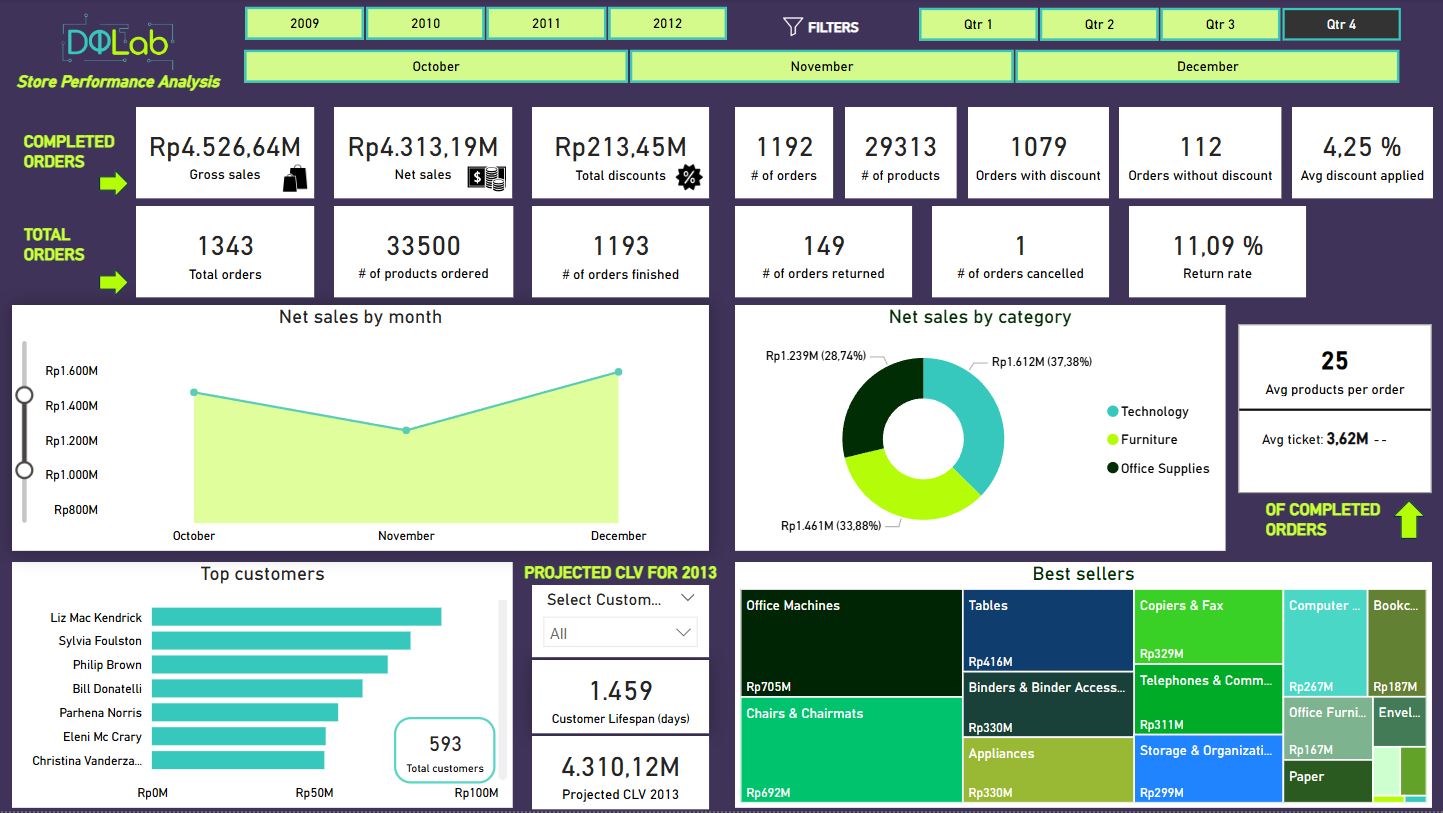 DΦLab
Store Performance Analysis
2009 2010 2011 2012
FILTERS
Qtr 1 Qtr 2 Qtr 3 Qtr 4
October November December
COMPLETED
ORDERS
Rp4.526,64M
Gross sales
Rp4.313,19M
Net sales
$
Rp213,45M
Total discounts
%
1192
# of orders
29313
# of products
1079
Orders with discount
112
Orders without discount
4,25 %
Avg discount applied
TOTAL
ORDERS
1343
Total orders
33500
# of products ordered
1193
# of orders finished
149
# of orders returned
1
# of orders cancelled
11,09 %
Return rate
Net sales by month
Rp1.600M
Rp1.400M
Rp1.200M
Rp1.000M
Rp800M
October November December
Net sales by category
Rp1.239M (28,74%)
Rp1.612M (37,38%)
Rp1.461M (33,88%)
Technology
Furniture
Office Supplies
25
Avg products per order
Avg ticket: 3,62M --
OF COMPLETED
ORDERS
Top customers
Liz Mac Kendrick
Sylvia Foulston
Philip Brown
Bill Donatelli
Parhena Norris
Eleni Mc Crary
Christina Vanderza...
Rp0M Rp50M Rp100M
593
Total customers
PROJECTED CLV FOR 2013
Select Custom...
All
1.459
Customer Lifespan (days)
4.310,12M
Projected CLV 2013
Best sellers
Office Machines
Rp705M
Chairs & Chairmats
Rp692M
Tables
Rp416M
Binders & Binder Access...
Rp330M
Appliances
Rp330M
Copiers & Fax
Rp329M
Telephones & Comm...
Rp311M
Storage & Organizati...
Rp299M
Computer ...
Rp267M
Bookc...
Rp187M
Office Furni...
Rp167M
Envel...
Paper